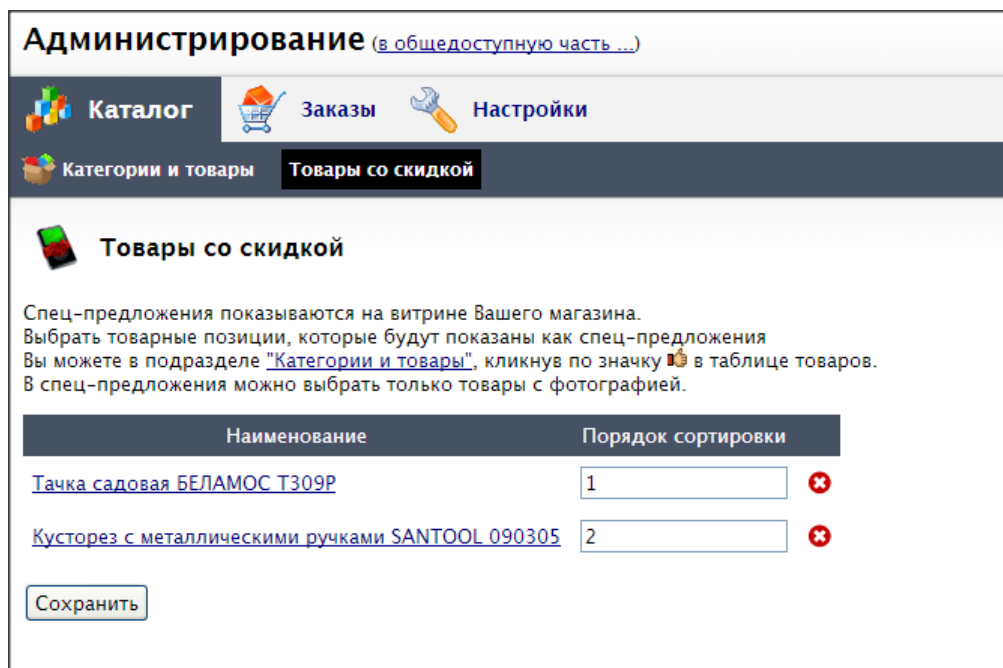 Администрирование (в общедоступную часть ...)
Каталог Заказы Настройки
Категории и товары Товары со скидкой
Товары со скидкой
Спец-предложения показываются на витрине Вашего магазина.
Выбрать товарные позиции, которые будут показаны как спец-предложения
Вы можете в подразделе "Категории и товары", кликнув по значку в таблице товаров.
В спец-предложения можно выбрать только товары с фотографией.
Наименование Порядок сортировки
Тачка садовая БЕЛАМОС T309P 1
Кусторез с металлическими ручками SANTOOL 090305 2
Сохранить